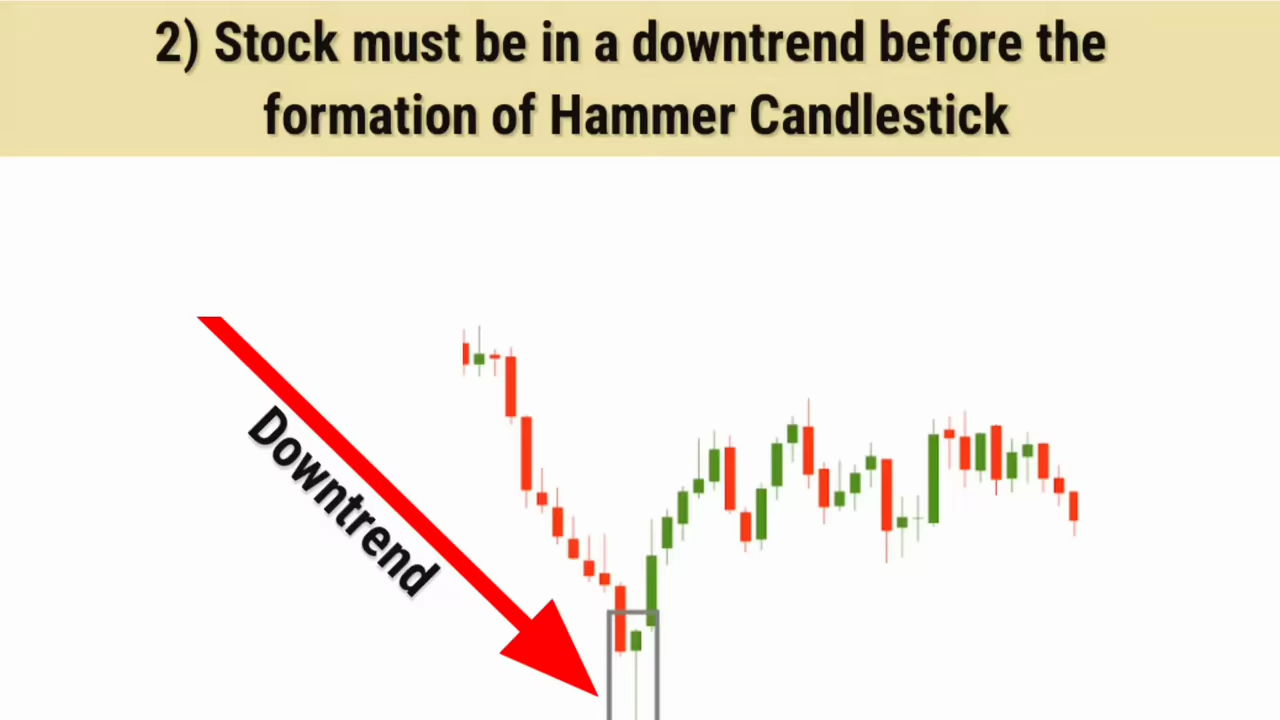 2) Stock must be in a downtrend before the
formation of Hammer Candlestick
Downtrend